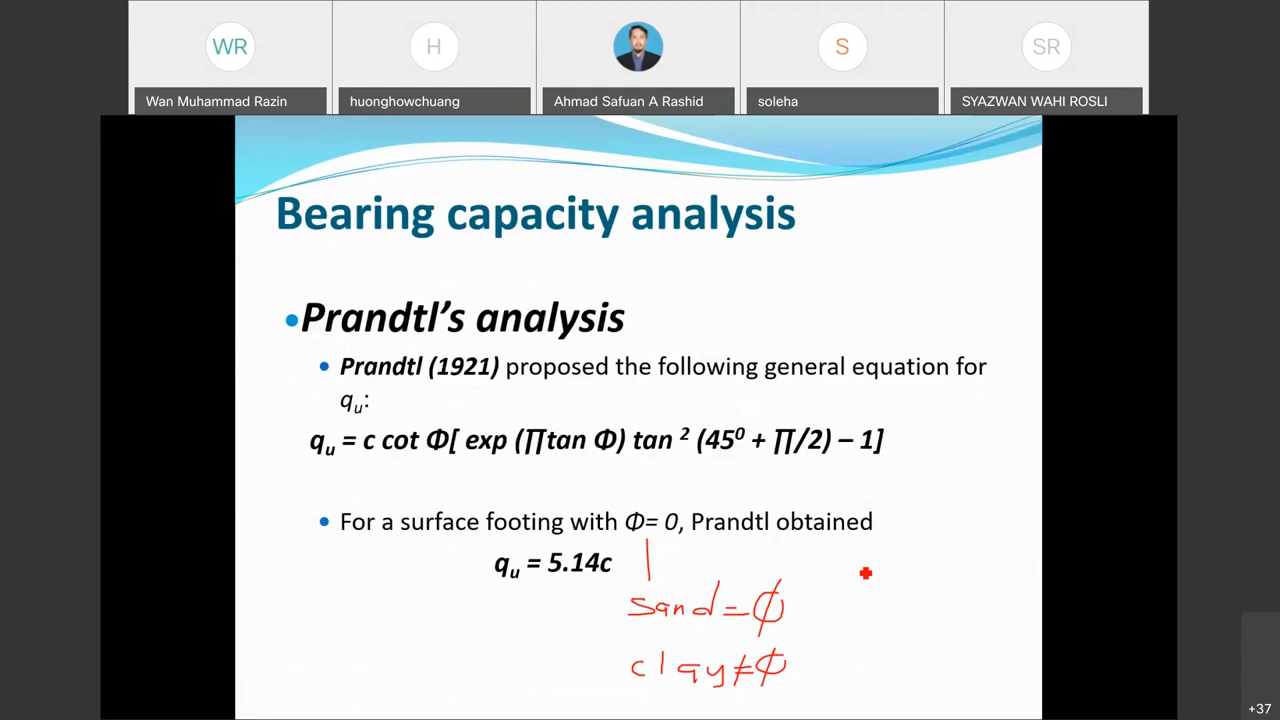 WR H S SR
Wan Muhammad Razin huonghowchuang Ahmad Safuan A Rashid soleha SYAZWAN WAHI ROSLI
Bearing capacity analysis
•Prandtl’s analysis
• Prandtl (1921) proposed the following general equation for
qu:
qu = c cot Φ[ exp (∏tan Φ) tan ² (45⁰ + ∏/2) – 1]
• For a surface footing with Φ= 0, Prandtl obtained
qu = 5.14c
sand = ϕ
clay ≠ ϕ
+37